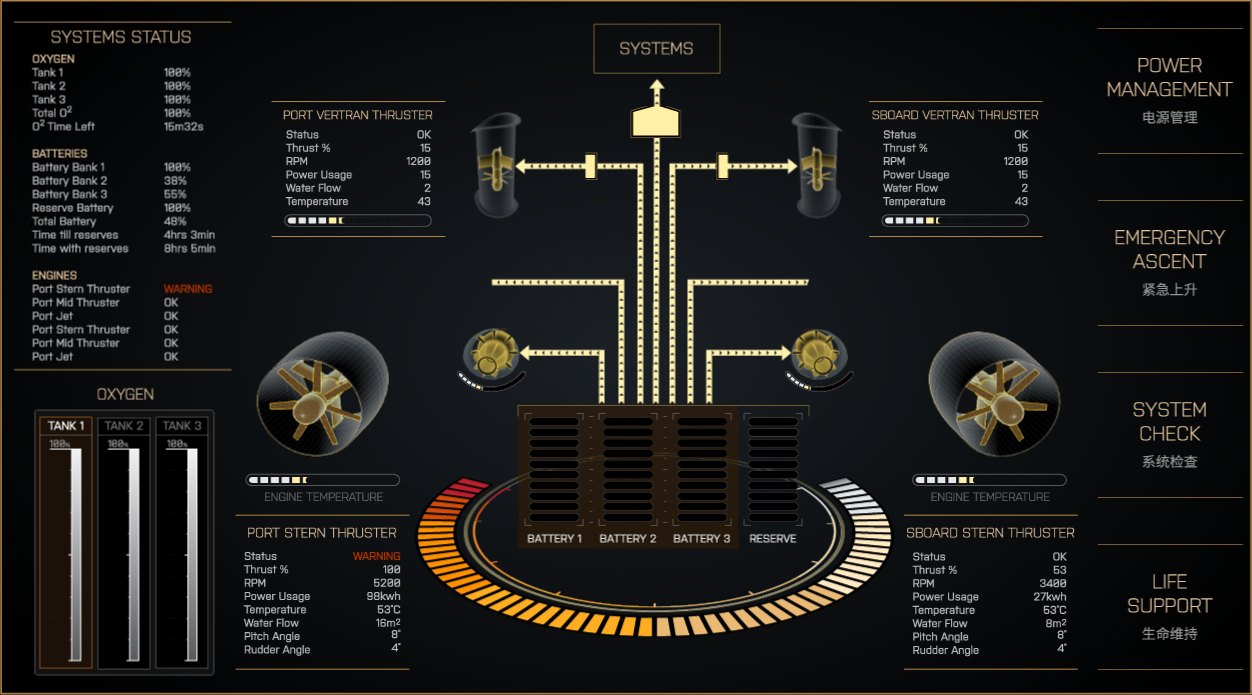 SYSTEMS STATUS
OXYGEN
Tank 1 100%
Tank 2 100%
Tank 3 100%
Total O² 100%
O² Time Left 15m32s
BATTERIES
Battery Bank 1 100%
Battery Bank 2 38%
Battery Bank 3 55%
Reserve Battery 100%
Total Battery 48%
Time till reserves 4hrs 3min
Time with reserves 8hrs 5min
ENGINES
Port Stern Thruster WARNING
Port Mid Thruster OK
Port Jet OK
Port Stern Thruster OK
Port Mid Thruster OK
Port Jet OK
OXYGEN
TANK 1 TANK 2 TANK 3
100% 100% 100%
SYSTEMS
PORT VERTRAN THRUSTER
Status OK
Thrust % 15
RPM 1200
Power Usage 15
Water Flow 2
Temperature 43
SBOARD VERTRAN THRUSTER
Status OK
Thrust % 15
RPM 1200
Power Usage 15
Water Flow 2
Temperature 43
ENGINE TEMPERATURE
PORT STERN THRUSTER
Status WARNING
Thrust % 100
RPM 5200
Power Usage 98kwh
Temperature 53°C
Water Flow 16m²
Pitch Angle 8°
Rudder Angle 4°
BATTERY 1 BATTERY 2 BATTERY 3 RESERVE
ENGINE TEMPERATURE
SBOARD STERN THRUSTER
Status OK
Thrust % 53
RPM 3400
Power Usage 27kwh
Temperature 53°C
Water Flow 8m²
Pitch Angle 8°
Rudder Angle 4°
POWER
MANAGEMENT
电源管理
EMERGENCY
ASCENT
紧急上升
SYSTEM
CHECK
系统检查
LIFE
SUPPORT
生命维持